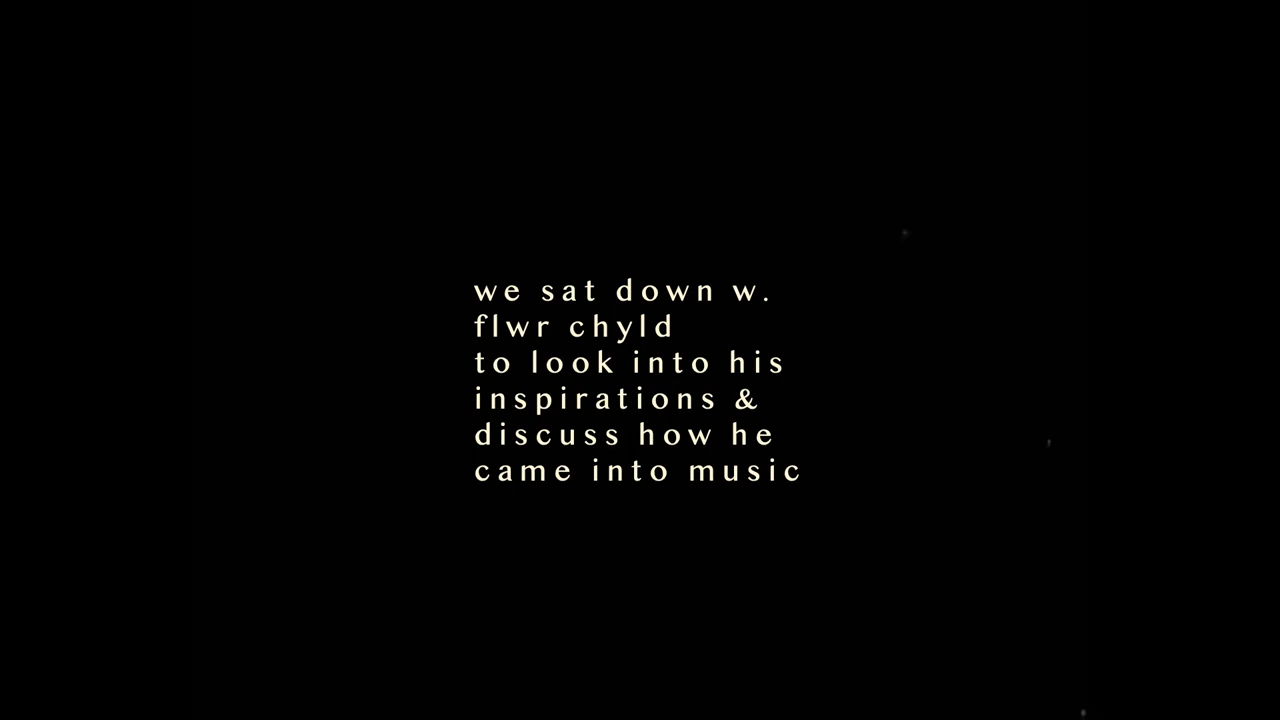 we sat down w.
flwr chyld
to look into his
inspirations &
discuss how he
came into music